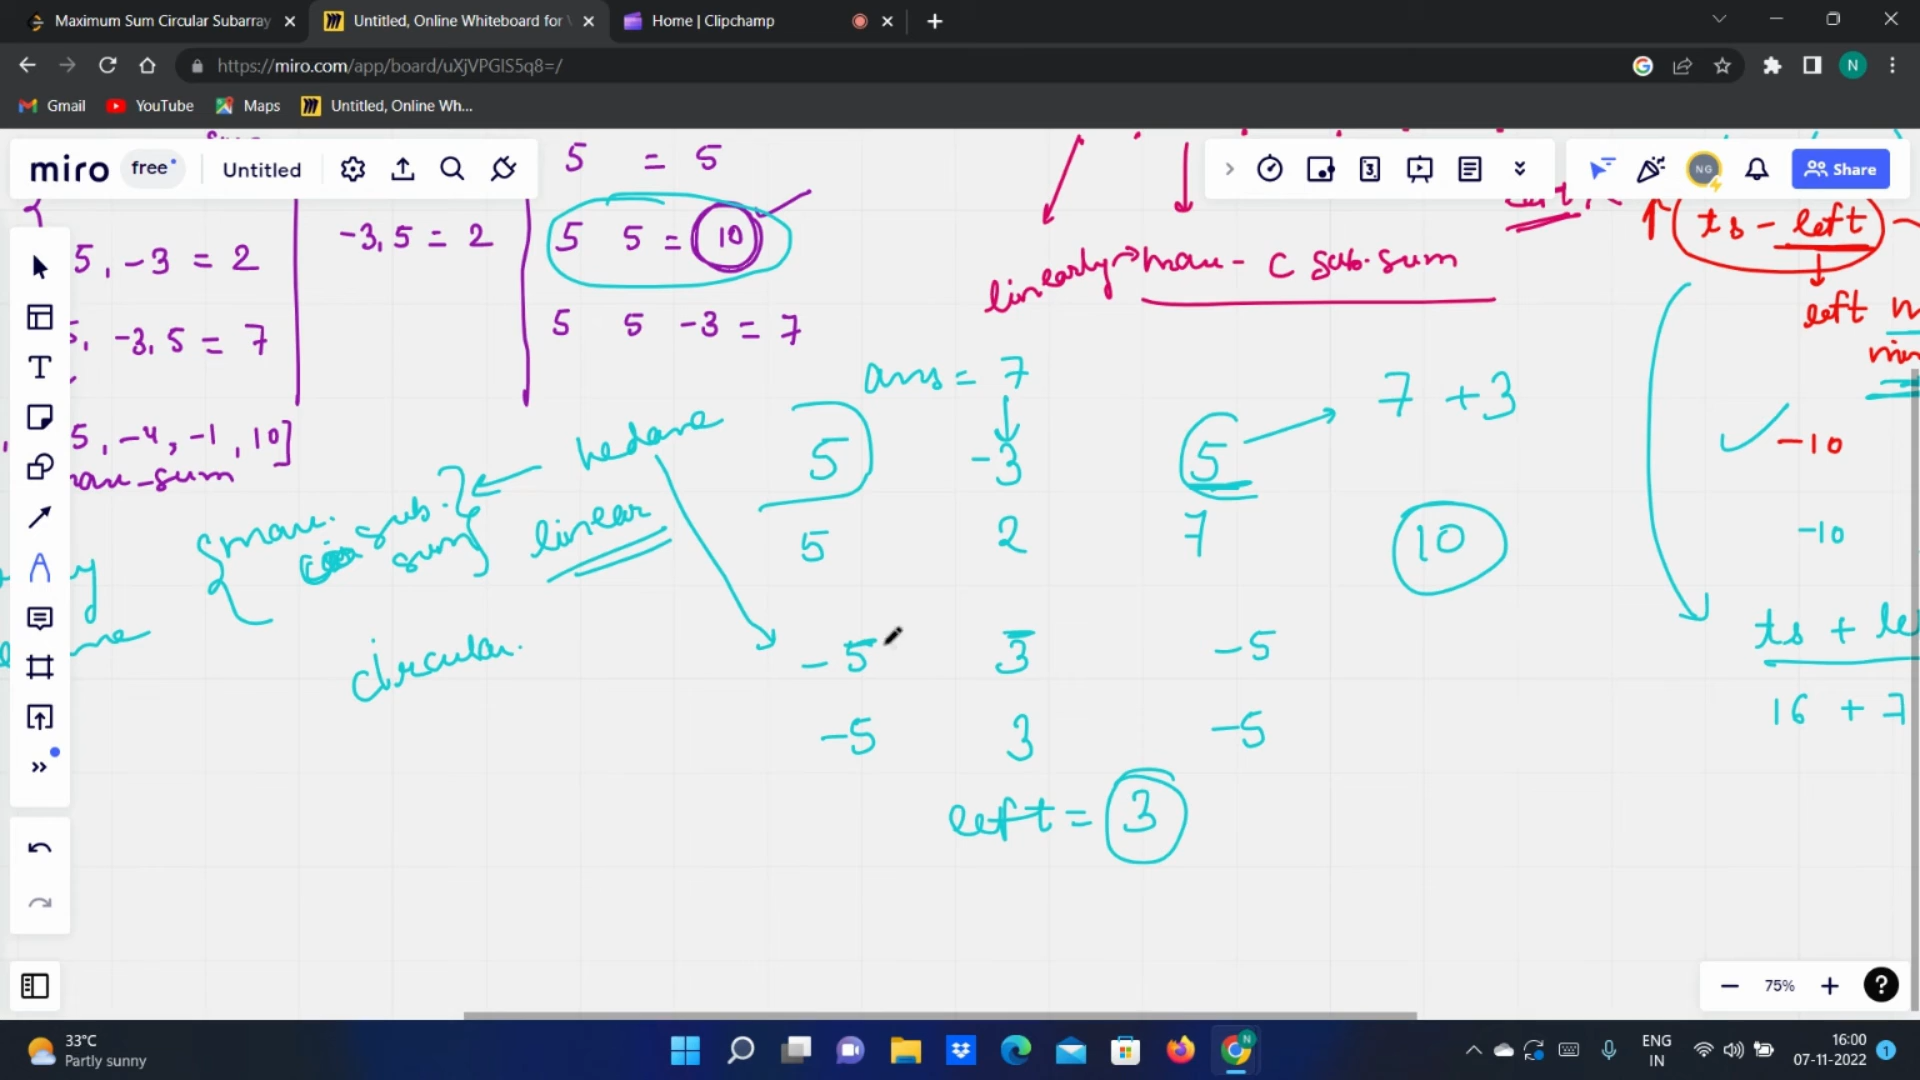 Maximum Sum Circular Subarray
Untitled, Online Whiteboard for
Home | Clipchamp
https://miro.com/app/board/uXjVPGlS5q8=/
N
Gmail
YouTube
Maps
Untitled, Online Wh...
miro
free
Untitled
NG
Share
5 = 5
5, -3 = 2
-3, 5 = 2
5 5 = 10
5, -3, 5 = 7
5 5 -3 = 7
linearly → max - C sub. sum
ts - left
left
ans = 7
7 + 3
5, -4, -1, 10]
max-sum
kedane
5 -3 5
-10
max. sub. sum
linear
5 2 7
10
-10
circular.
-5 3 -5
ts + le
-5 3 -5
16 + 7
left = 3
75%
33°C
Partly sunny
ENG
IN
16:00
07-11-2022
1